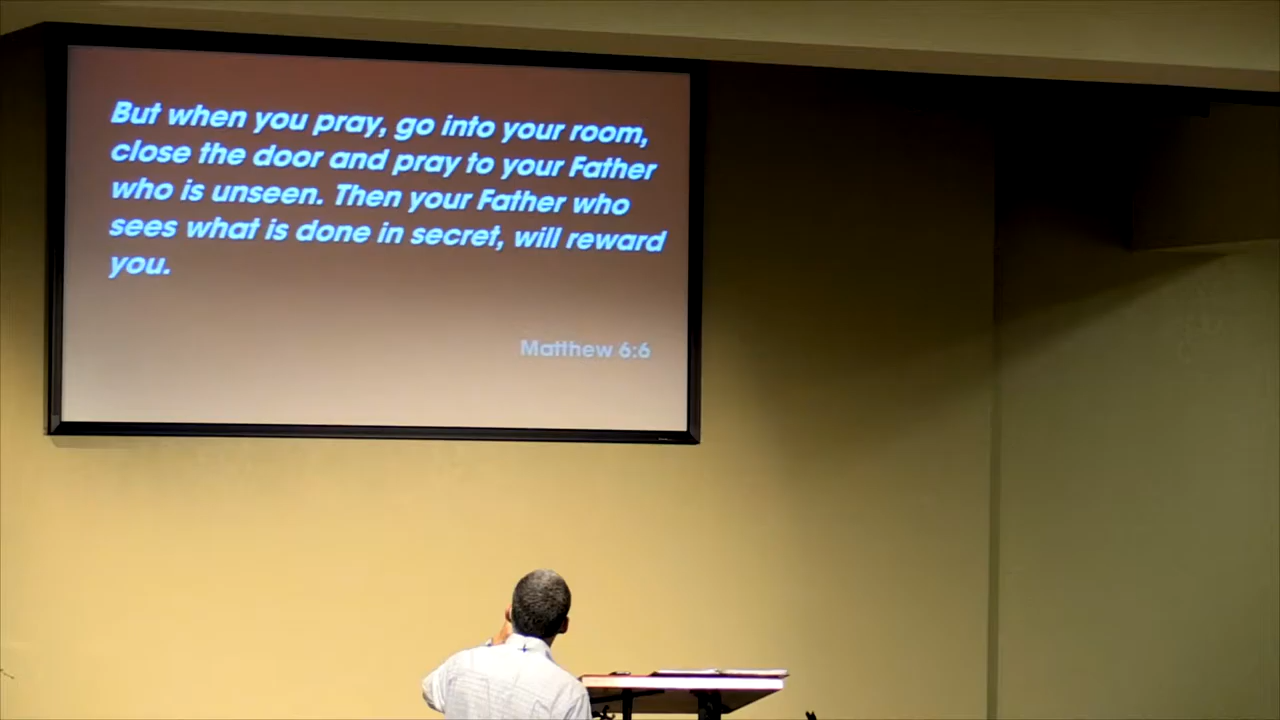 But when you pray, go into your room,
close the door and pray to your Father
who is unseen. Then your Father who
sees what is done in secret, will reward
you.
Matthew 6:6